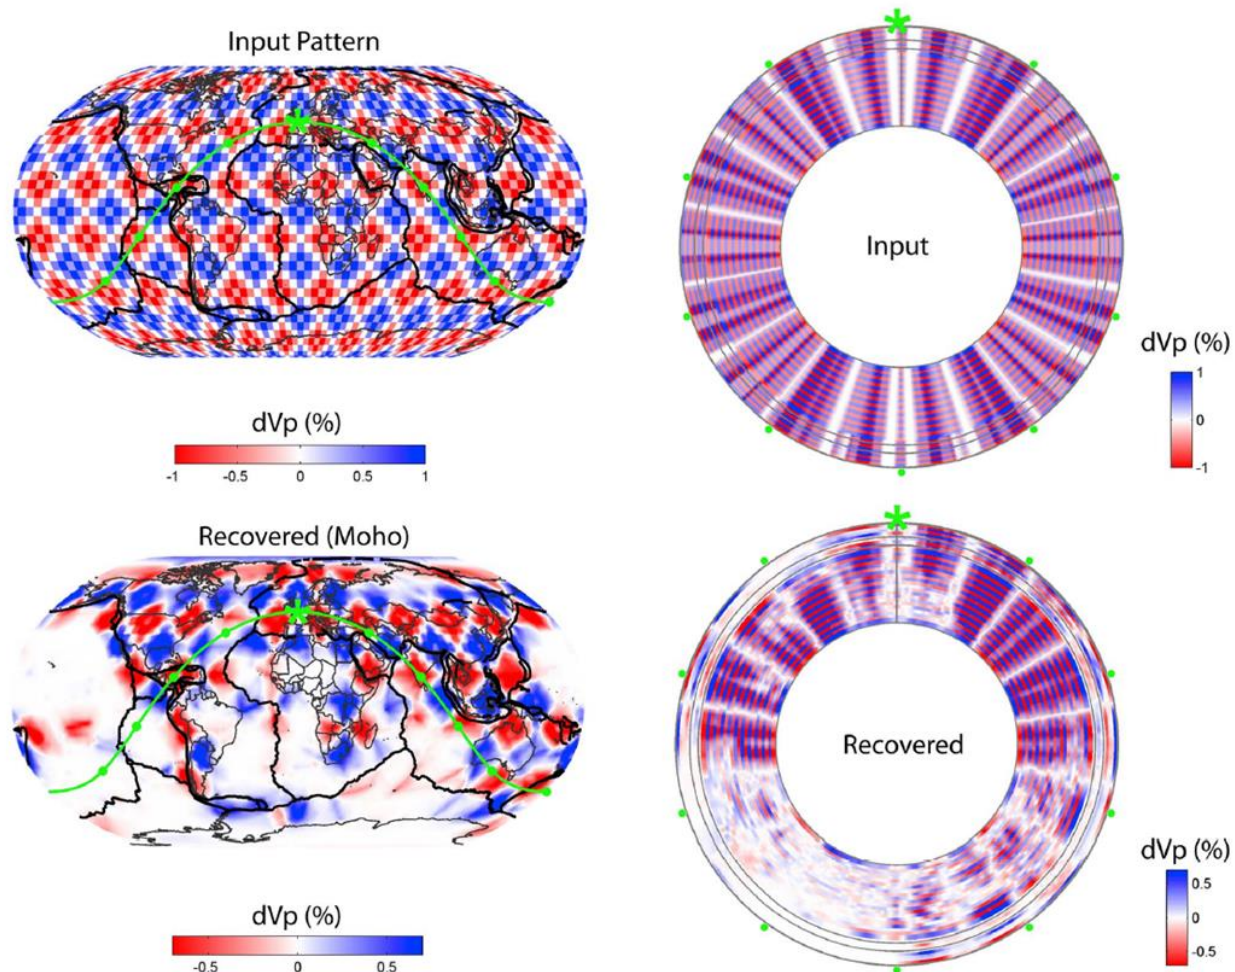 Input Pattern
dVp (%)
-1 -0.5 0 0.5 1
Input
dVp (%)
1
0
-1
Recovered (Moho)
dVp (%)
-0.5 0 0.5
Recovered
dVp (%)
0.5
0
-0.5